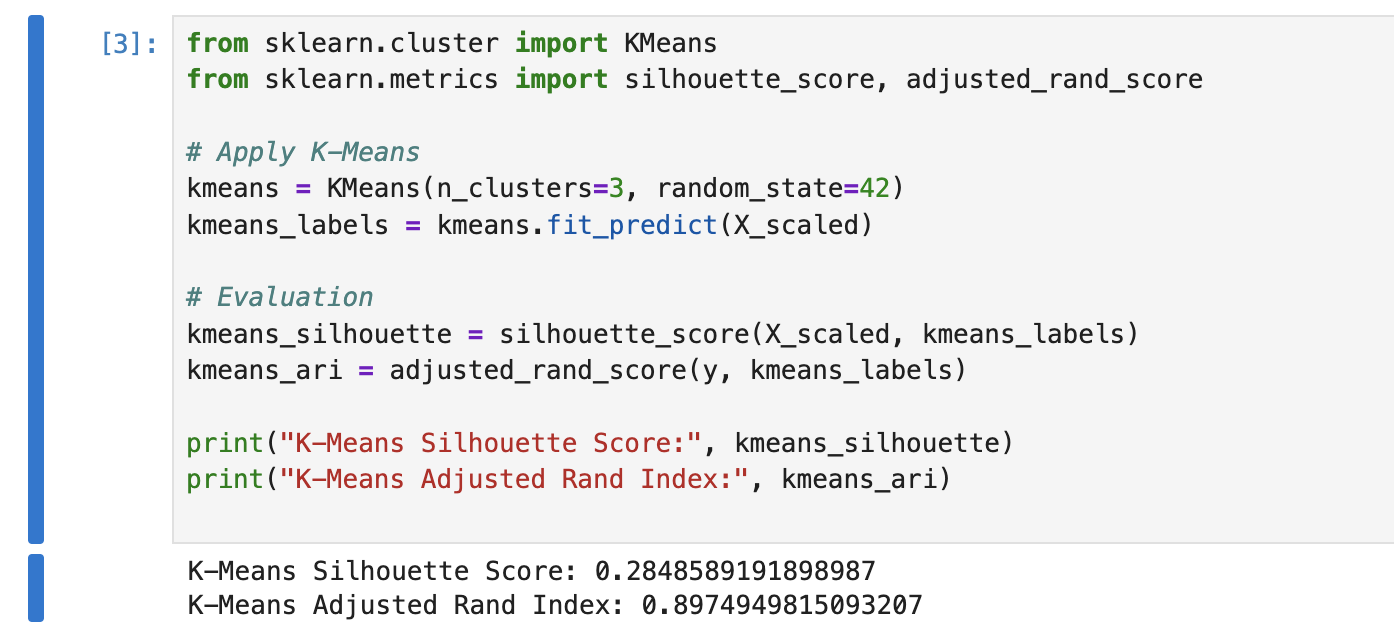 [3]:
from sklearn.cluster import KMeans
from sklearn.metrics import silhouette_score, adjusted_rand_score
# Apply K-Means
kmeans = KMeans(n_clusters=3, random_state=42)
kmeans_labels = kmeans.fit_predict(X_scaled)
# Evaluation
kmeans_silhouette = silhouette_score(X_scaled, kmeans_labels)
kmeans_ari = adjusted_rand_score(y, kmeans_labels)
print("K-Means Silhouette Score:", kmeans_silhouette)
print("K-Means Adjusted Rand Index:", kmeans_ari)
K-Means Silhouette Score: 0.2848589191898987
K-Means Adjusted Rand Index: 0.8974949815093207